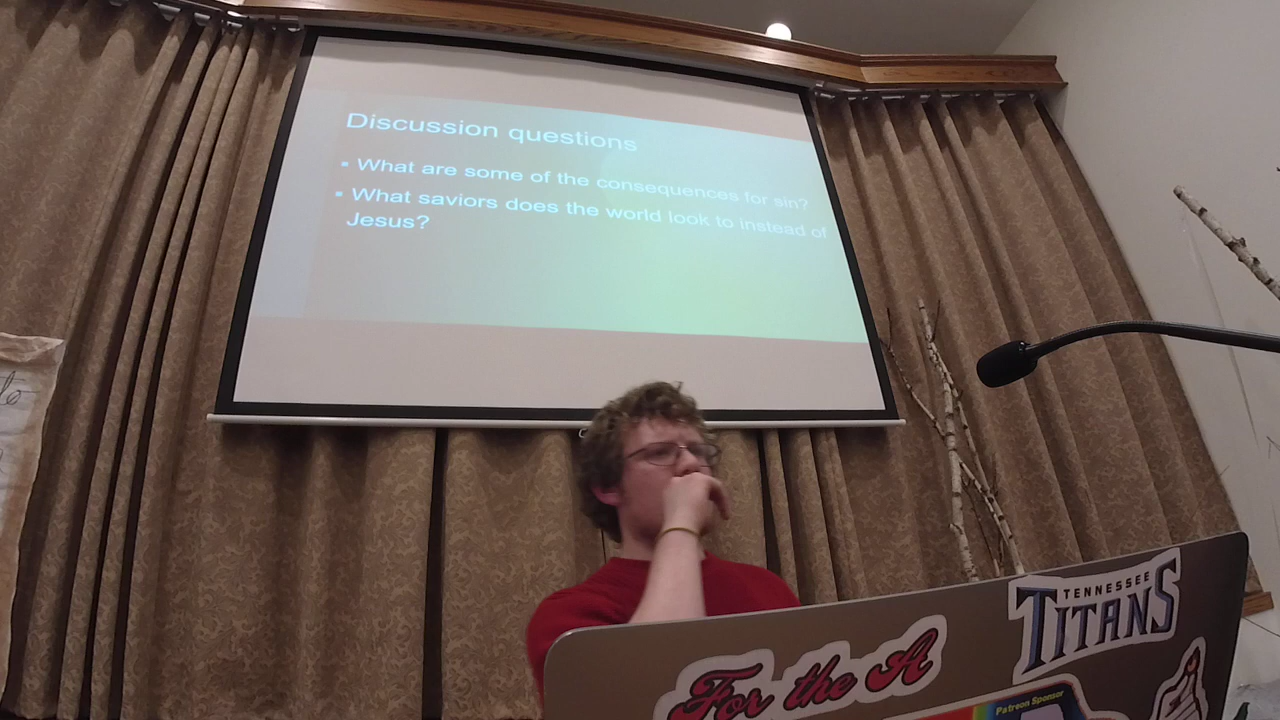 Discussion questions
▪ What are some of the consequences for sin?
▪ What saviors does the world look to instead of
Jesus?
TENNESSEE
TITANS
For the A
Patreon Sponsor